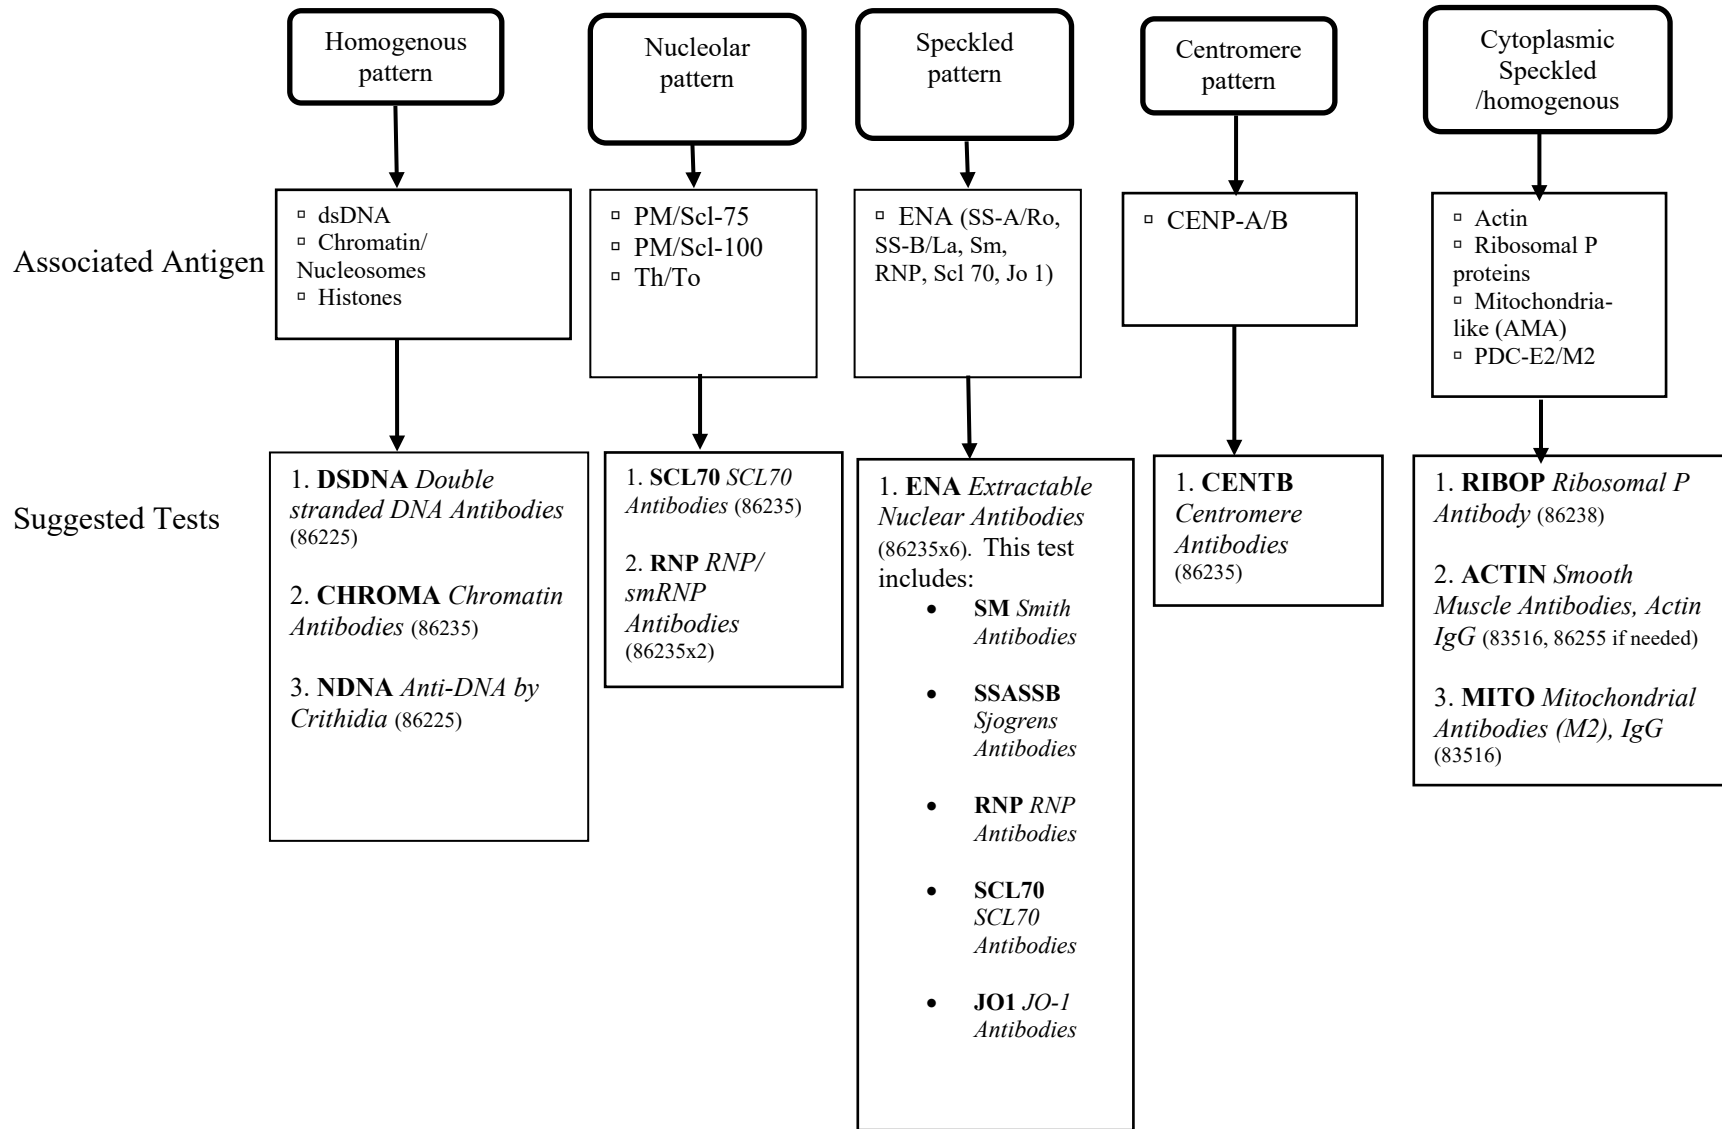 Homogenous
pattern
Nucleolar
pattern
Speckled
pattern
Centromere
pattern
Cytoplasmic
Speckled
/homogenous
Associated Antigen
▫ dsDNA
▫ Chromatin/
Nucleosomes
▫ Histones
▫ PM/Scl-75
▫ PM/Scl-100
▫ Th/To
▫ ENA (SS-A/Ro,
SS-B/La, Sm,
RNP, Scl 70, Jo 1)
▫ CENP-A/B
▫ Actin
▫ Ribosomal P
proteins
▫ Mitochondria-
like (AMA)
▫ PDC-E2/M2
Suggested Tests
1. DSDNA Double
stranded DNA Antibodies
(86225)
2. CHROMA Chromatin
Antibodies (86235)
3. NDNA Anti-DNA by
Crithidia (86225)
1. SCL70 SCL70
Antibodies (86235)
2. RNP RNP/
smRNP
Antibodies
(86235x2)
1. ENA Extractable
Nuclear Antibodies
(86235x6). This test
includes:
• SM Smith
Antibodies
• SSASSB
Sjogrens
Antibodies
• RNP RNP
Antibodies
• SCL70
SCL70
Antibodies
• JO1 JO-1
Antibodies
1. CENTB
Centromere
Antibodies
(86235)
1. RIBOP Ribosomal P
Antibody (86238)
2. ACTIN Smooth
Muscle Antibodies, Actin
IgG (83516, 86255 if needed)
3. MITO Mitochondrial
Antibodies (M2), IgG
(83516)